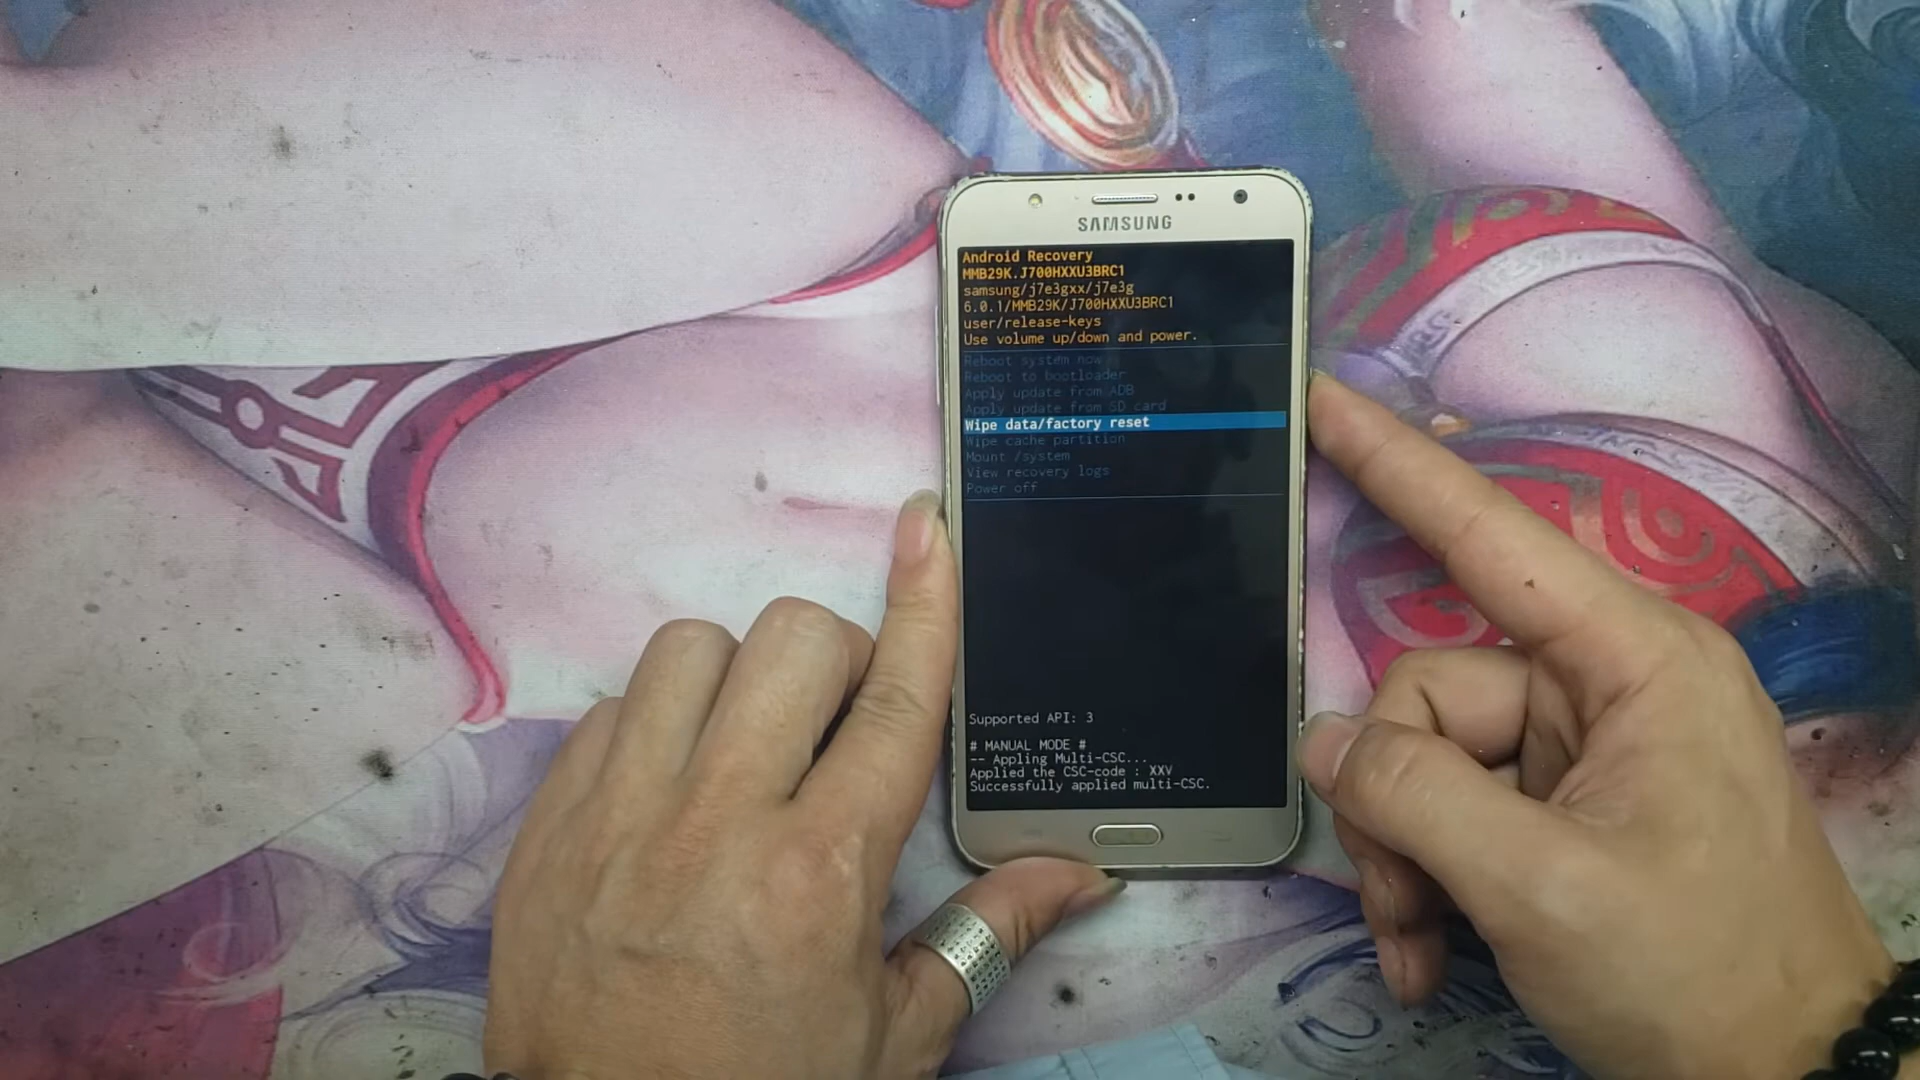 SAMSUNG
Android Recovery
MMB29K.J700HXXU3BRC1
samsung/j7e3gxx/j7e3g
6.0.1/MMB29K/J700HXXU3BRC1
user/release-keys
Use volume up/down and power.
Reboot system now
Reboot to bootloader
Apply update from ADB
Apply update from SD card
Wipe data/factory reset
Wipe cache partition
Mount /system
View recovery logs
Power off
Supported API: 3
# MANUAL MODE #
-- Appling Multi-CSC...
Applied the CSC-code : XXV
Successfully applied multi-CSC.